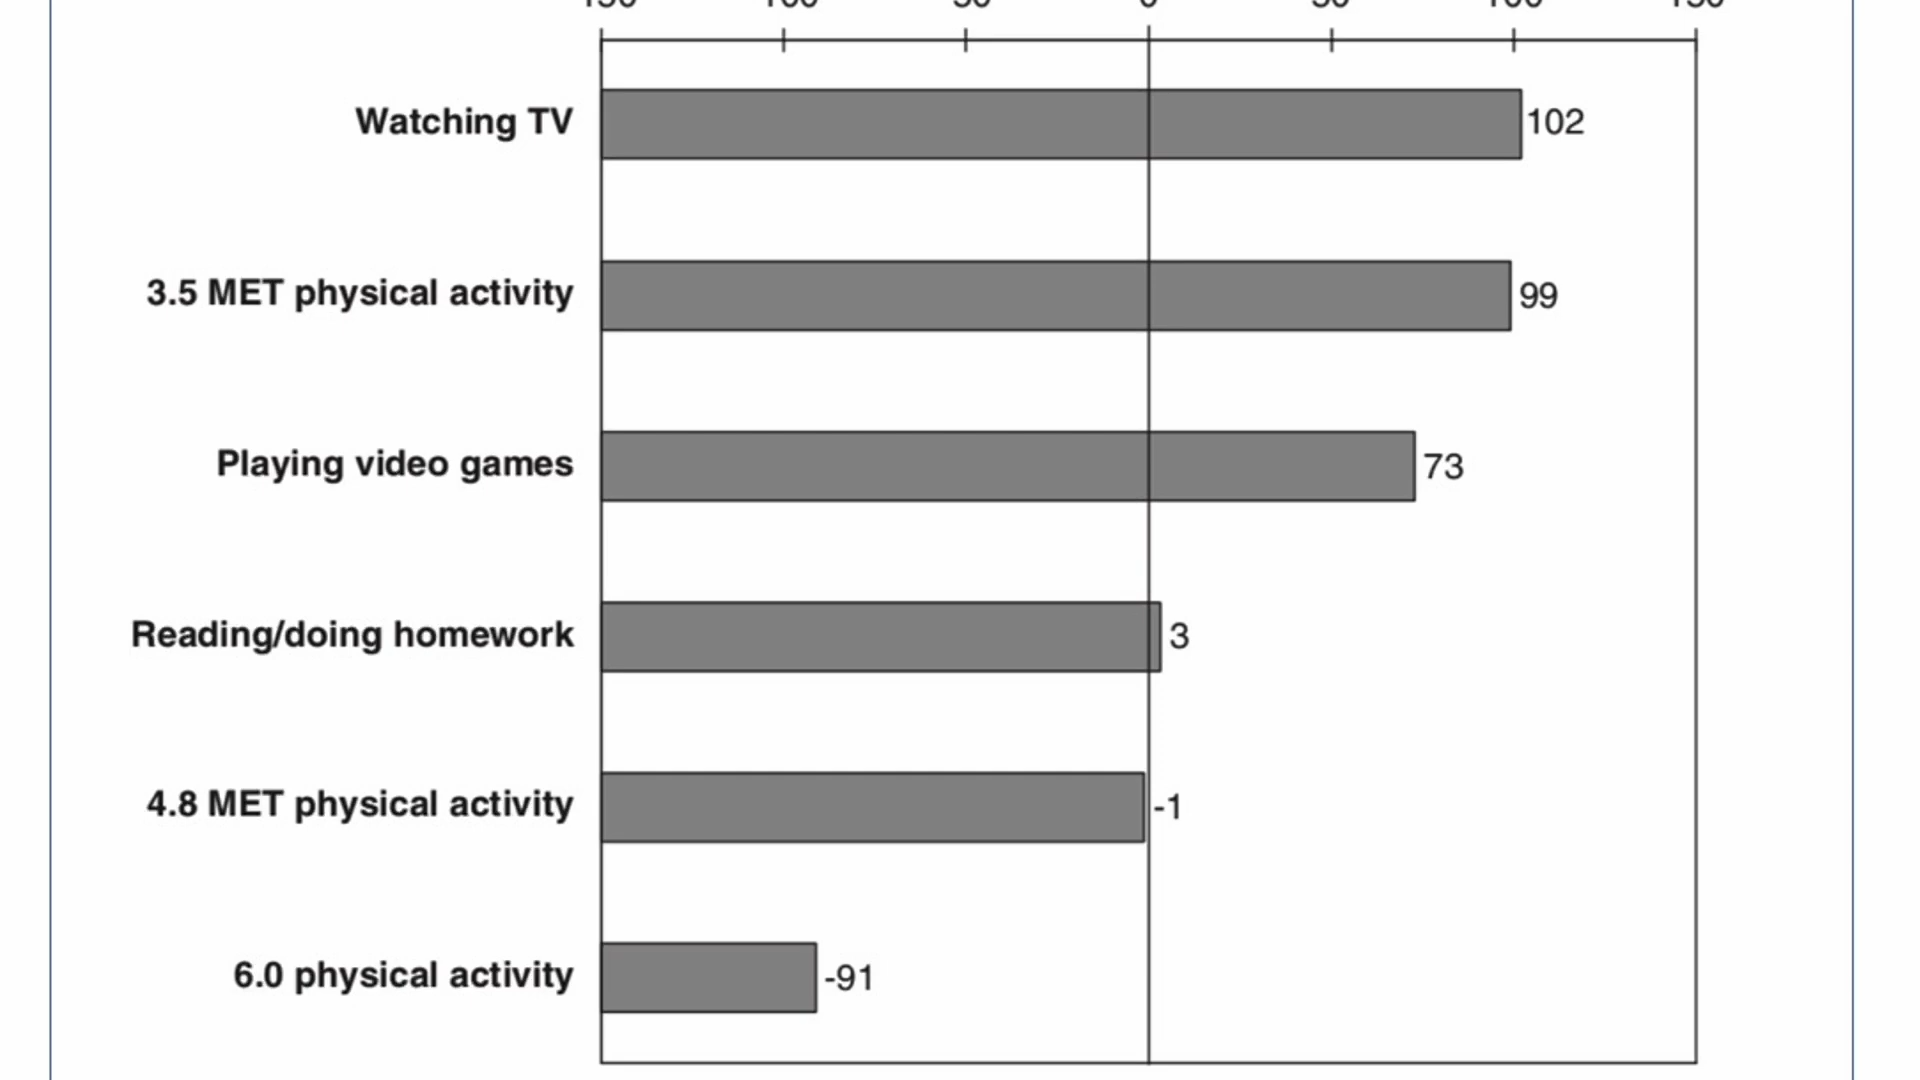 Watching TV 102
3.5 MET physical activity 99
Playing video games 73
Reading/doing homework 3
4.8 MET physical activity -1
6.0 physical activity -91